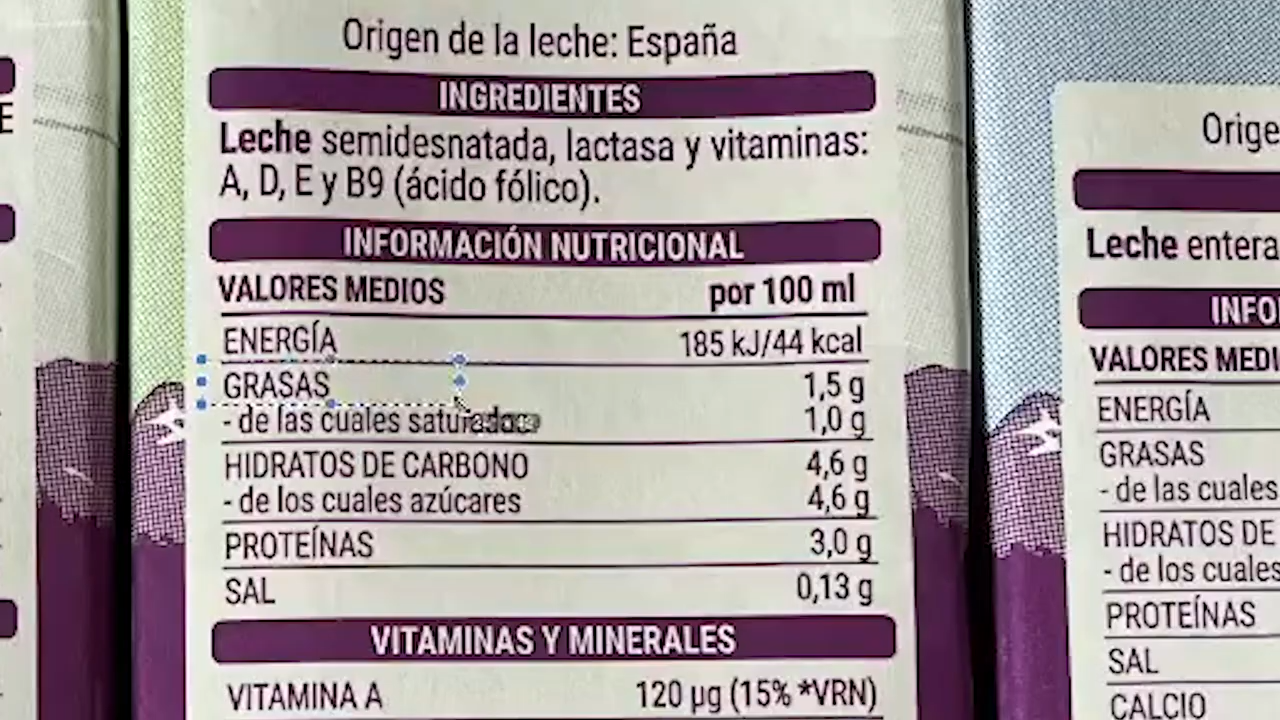 Origen de la leche: España
INGREDIENTES
Leche semidesnatada, lactasa y vitaminas:
A, D, E y B9 (ácido fólico).
INFORMACIÓN NUTRICIONAL
VALORES MEDIOS por 100 ml
ENERGÍA 185 kJ/44 kcal
GRASAS 1,5 g
- de las cuales saturadas 1,0 g
HIDRATOS DE CARBONO 4,6 g
- de los cuales azúcares 4,6 g
PROTEÍNAS 3,0 g
SAL 0,13 g
VITAMINAS Y MINERALES
VITAMINA A 120 µg (15% *VRN)
E
Orige
Leche entera
INFO
VALORES MEDI
ENERGÍA
GRASAS
- de las cuales
HIDRATOS DE
- de los cuales
PROTEÍNAS
SAL
CALCIO